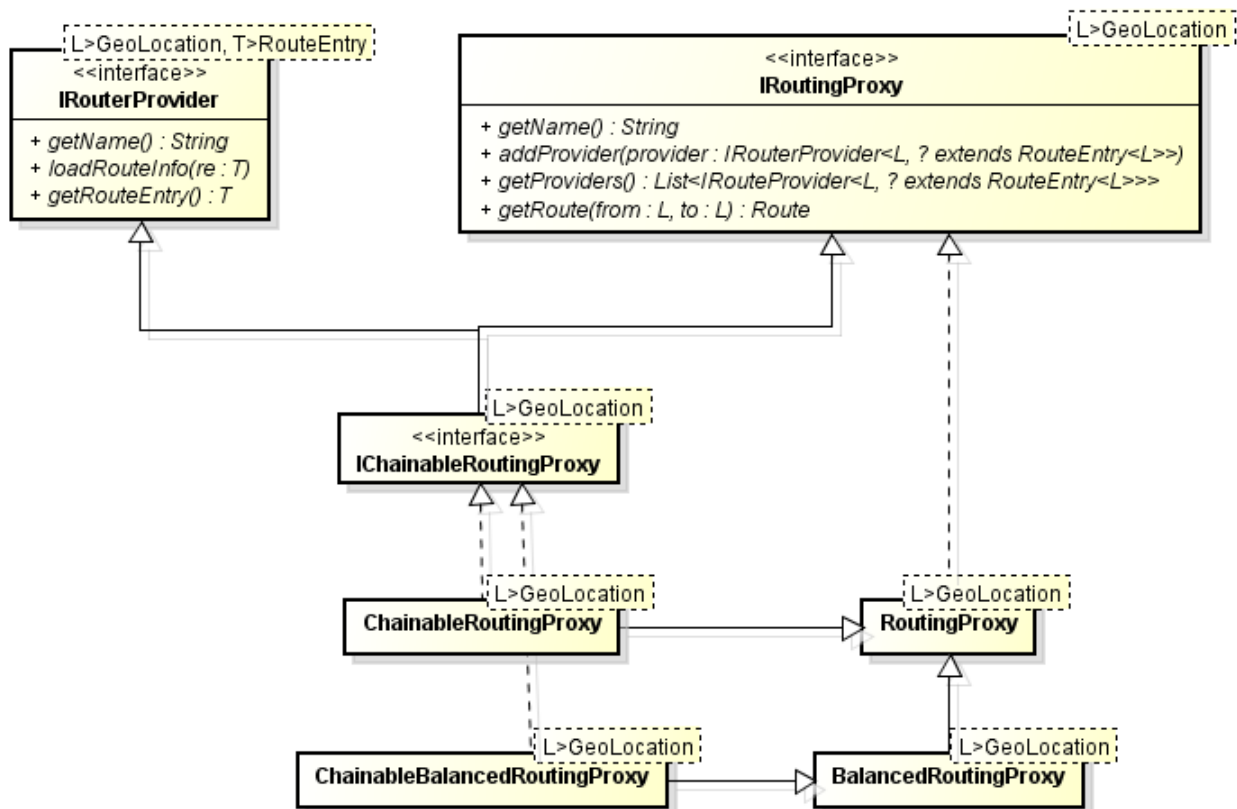 L>GeoLocation, T>RouteEntry
<<interface>>
IRouterProvider
+ getName() : String
+ loadRouteInfo(re : T)
+ getRouteEntry() : T
L>GeoLocation
<<interface>>
IRoutingProxy
+ getName() : String
+ addProvider(provider : IRouterProvider<L, ? extends RouteEntry<L>>)
+ getProviders() : List<IRouteProvider<L, ? extends RouteEntry<L>>>
+ getRoute(from : L, to : L) : Route
L>GeoLocation
<<interface>>
IChainableRoutingProxy
L>GeoLocation
ChainableRoutingProxy
L>GeoLocation
RoutingProxy
L>GeoLocation
ChainableBalancedRoutingProxy
L>GeoLocation
BalancedRoutingProxy